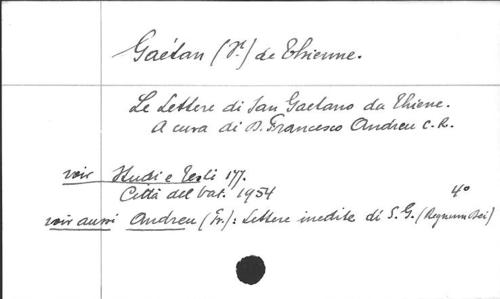 Gaétan (St.) de Thienne.
Le Lettere di San Gaetano da Thiene.
A cura di D. Francesco Andreu C.R.
voir Studi e Testi 177.
Città del Vat. 1954 4°
voir aussi Andreu (Fr.): Lettere inedite di S. G. (Regnum Dei)